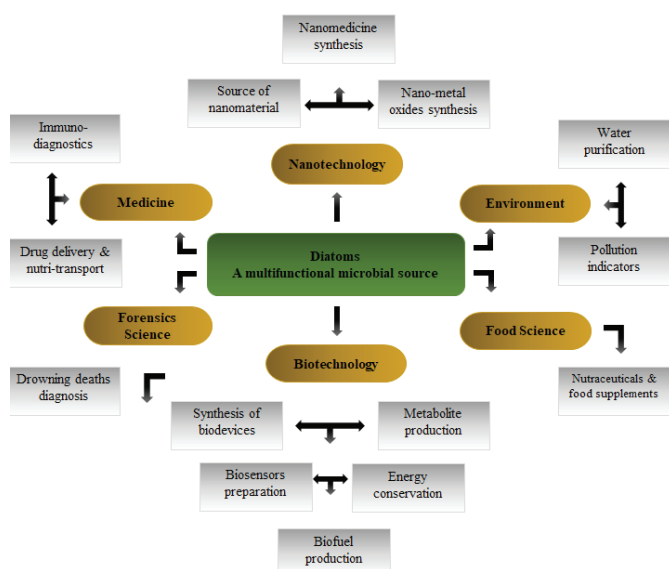 Nanomedicine
synthesis
Source of
nanomaterial
Nano-metal
oxides synthesis
Immuno-
diagnostics
Water
purification
Nanotechnology
Medicine
Environment
Drug delivery &
nutri-transport
Diatoms
A multifunctional microbial source
Pollution
indicators
Forensics
Science
Food Science
Biotechnology
Drowning deaths
diagnosis
Nutraceuticals &
food supplements
Synthesis of
biodevices
Metabolite
production
Biosensors
preparation
Energy
conservation
Biofuel
production